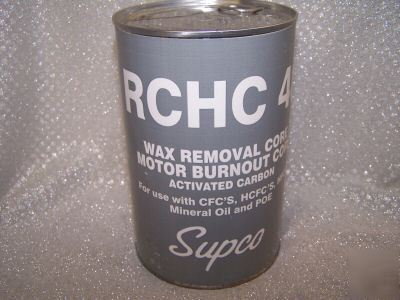 RCHC 4
WAX REMOVAL CORE
MOTOR BURNOUT
ACTIVATED CARBON
For use with CFC'S, HCFC'S,
Mineral Oil and POE
Supco